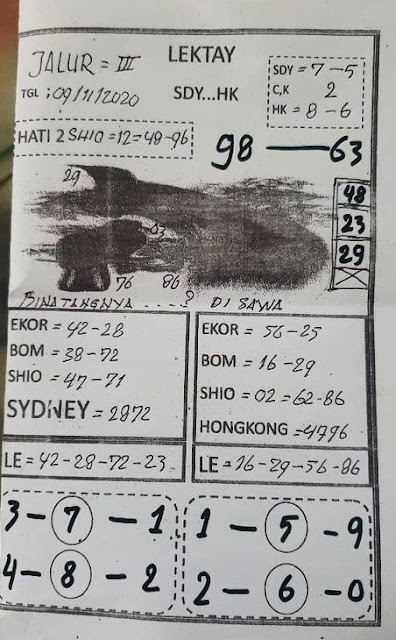 JALUR = III
LEKTAY
TGL : 09/11/2020
SDY...HK
SDY = 7-5
C,K 2
HK = 8-6
HATI 2 SHIO =12=48-96
98 — 63
29
03
76 86
48
23
29
BINATANGNYA ....? DI SAWA
EKOR = 42-28
BOM = 38-72
SHIO = 47-71
SYDNEY = 2872
LE = 42-28-72-23
EKOR = 56-25
BOM = 16-29
SHIO = 02=62-86
HONGKONG =4796
LE = 16-29-56-86
3-7-1
4-8-2
1-5-9
2-6-0